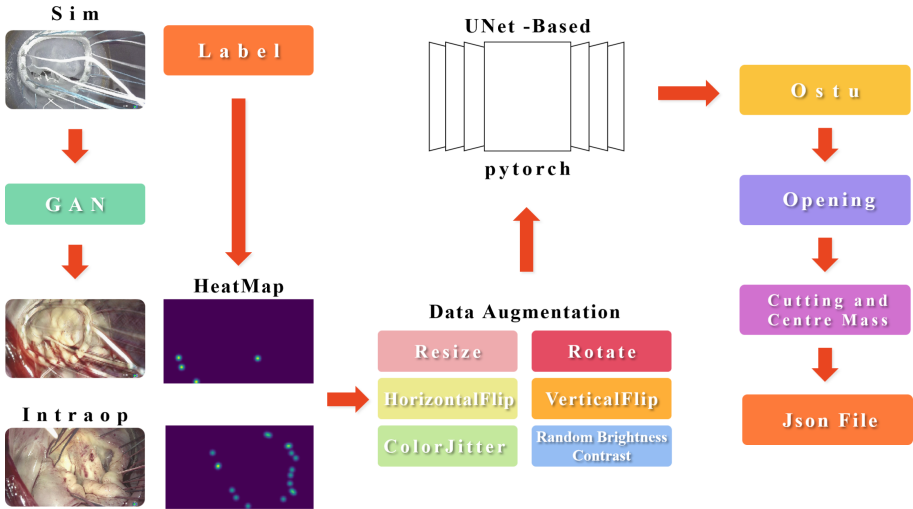 Sim
Label
GAN
HeatMap
Intraop
UNet -Based
pytorch
Data Augmentation
Resize
Rotate
HorizontalFlip
VerticalFlip
ColorJitter
Random Brightness
Contrast
Ostu
Opening
Cutting and
Centre Mass
Json File